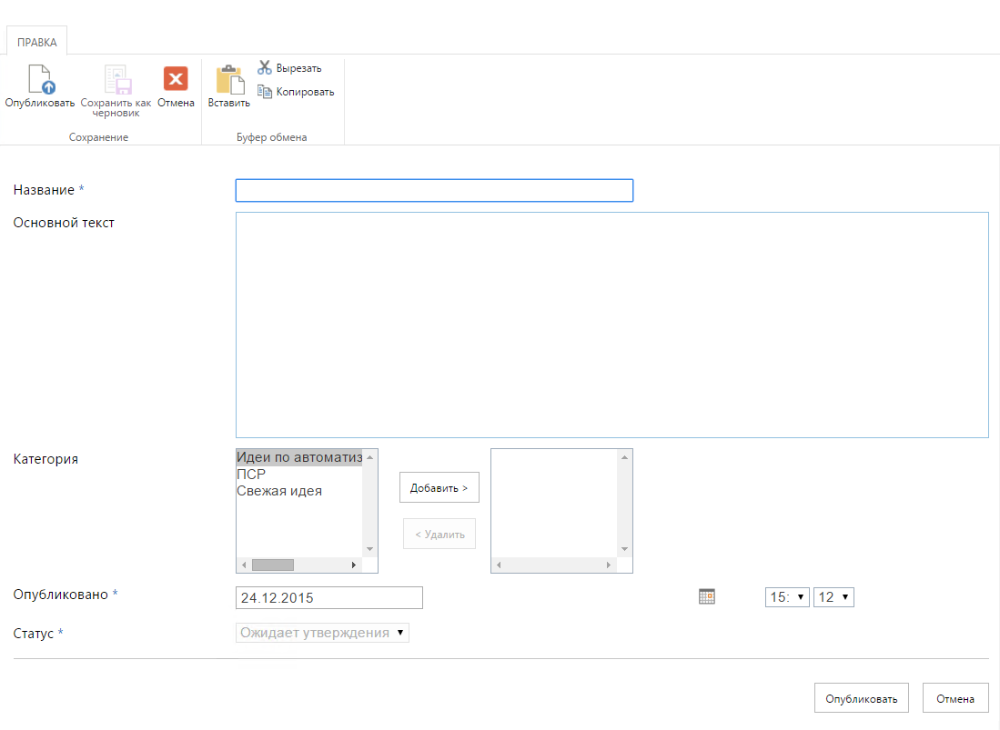 ПРАВКА
Опубликовать
Сохранить как
черновик
Отмена
Вставить
Вырезать
Копировать
Сохранение
Буфер обмена
Название *
Основной текст
Категория
Идеи по автоматиз
ПСР
Свежая идея
Добавить >
< Удалить
Опубликовано *
24.12.2015
15:
12
Статус *
Ожидает утверждения
Опубликовать
Отмена